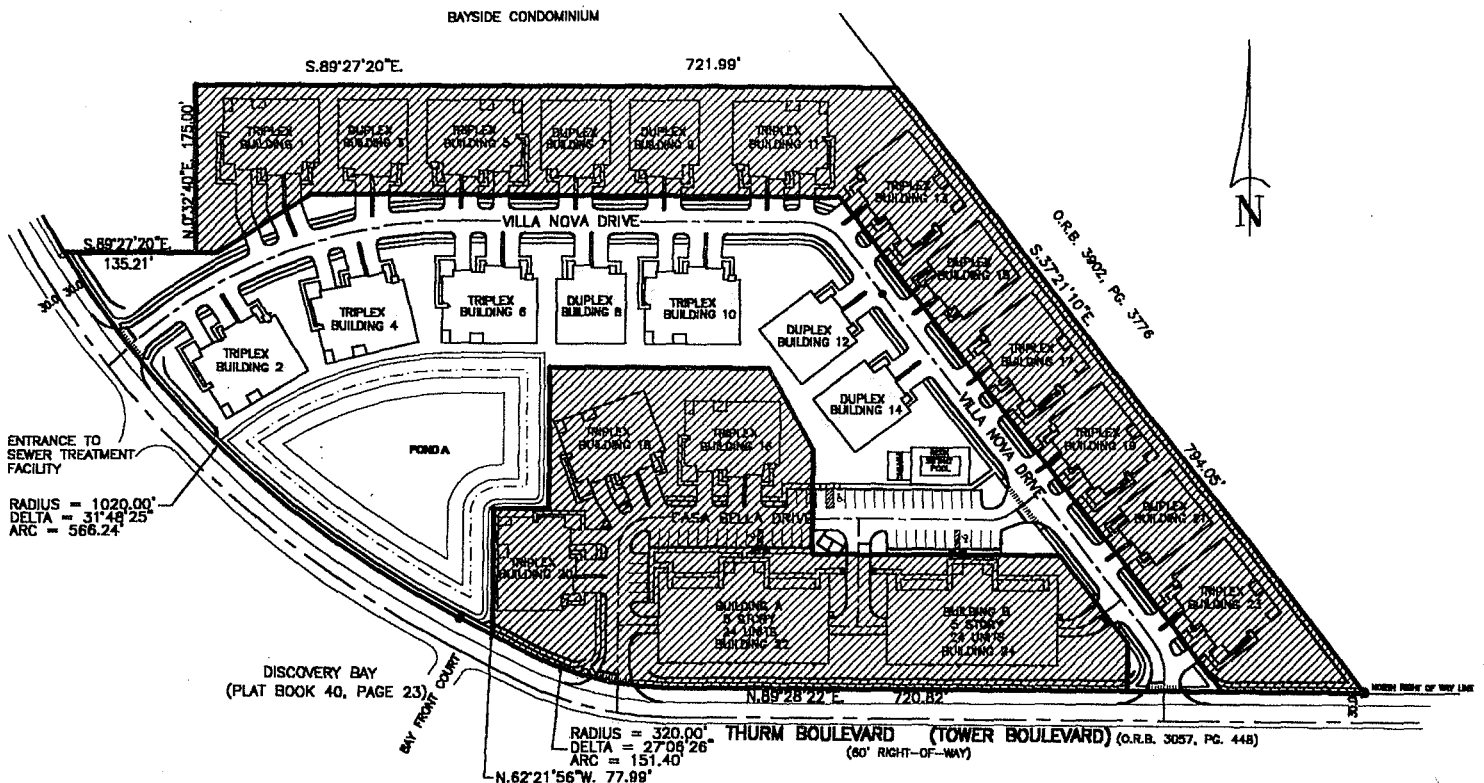 BAYSIDE CONDOMINIUM
S.89°27'20"E.
721.99'
N.0°32'40"E. 175.00'
TRIPLEX
BUILDING 1
DUPLEX
BUILDING 3
TRIPLEX
BUILDING 5
DUPLEX
BUILDING 7
DUPLEX
BUILDING 9
TRIPLEX
BUILDING 11
TRIPLEX
BUILDING 13
N
O.R.B. 3902, PG. 3776
S.37°21'10"E.
794.05'
VILLA NOVA DRIVE
S.89°27'20"E.
135.21'
30.0
30.0
TRIPLEX
BUILDING 2
TRIPLEX
BUILDING 4
TRIPLEX
BUILDING 6
DUPLEX
BUILDING 8
TRIPLEX
BUILDING 10
DUPLEX
BUILDING 12
DUPLEX
BUILDING 14
DUPLEX
BUILDING 15
TRIPLEX
BUILDING 17
TRIPLEX
BUILDING 19
DUPLEX
BUILDING 21
TRIPLEX
BUILDING 23
VILLA NOVA DRIVE
ENTRANCE TO
SEWER TREATMENT
FACILITY
POND A
TRIPLEX
BUILDING 18
TRIPLEX
BUILDING 16
POOL
CASA BELLA DRIVE
RADIUS = 1020.00'
DELTA = 31°48'25"
ARC = 566.24'
TRIPLEX
BUILDING 20
BUILDING A
5 STORY
24 UNITS
BUILDING 22
BUILDING B
5 STORY
24 UNITS
BUILDING 24
DISCOVERY BAY
(PLAT BOOK 40, PAGE 23)
BAY FRONT COURT
N.89°28'22"E.
720.82'
NORTH RIGHT OF WAY LINE
30.0
RADIUS = 320.00'
DELTA = 27°06'26"
ARC = 151.40'
THURM BOULEVARD (TOWER BOULEVARD) (O.R.B. 3057, PG. 448)
(60' RIGHT-OF-WAY)
N.62°21'56"W. 77.99'